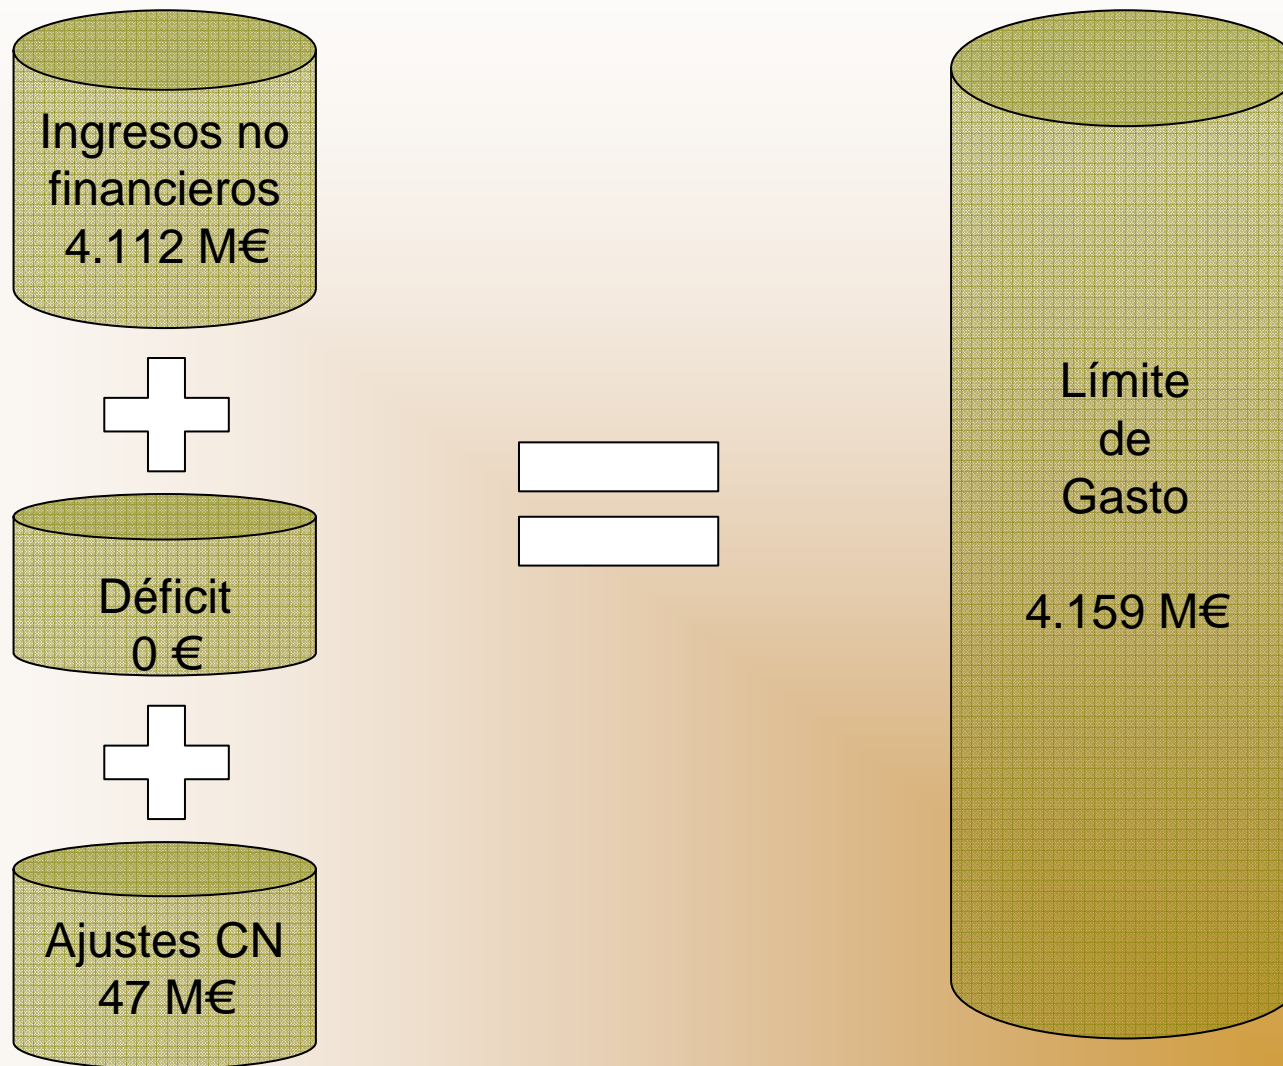 Ingresos no
financieros
4.112 M€
Déficit
0 €
Ajustes CN
47 M€
Límite
de
Gasto
4.159 M€